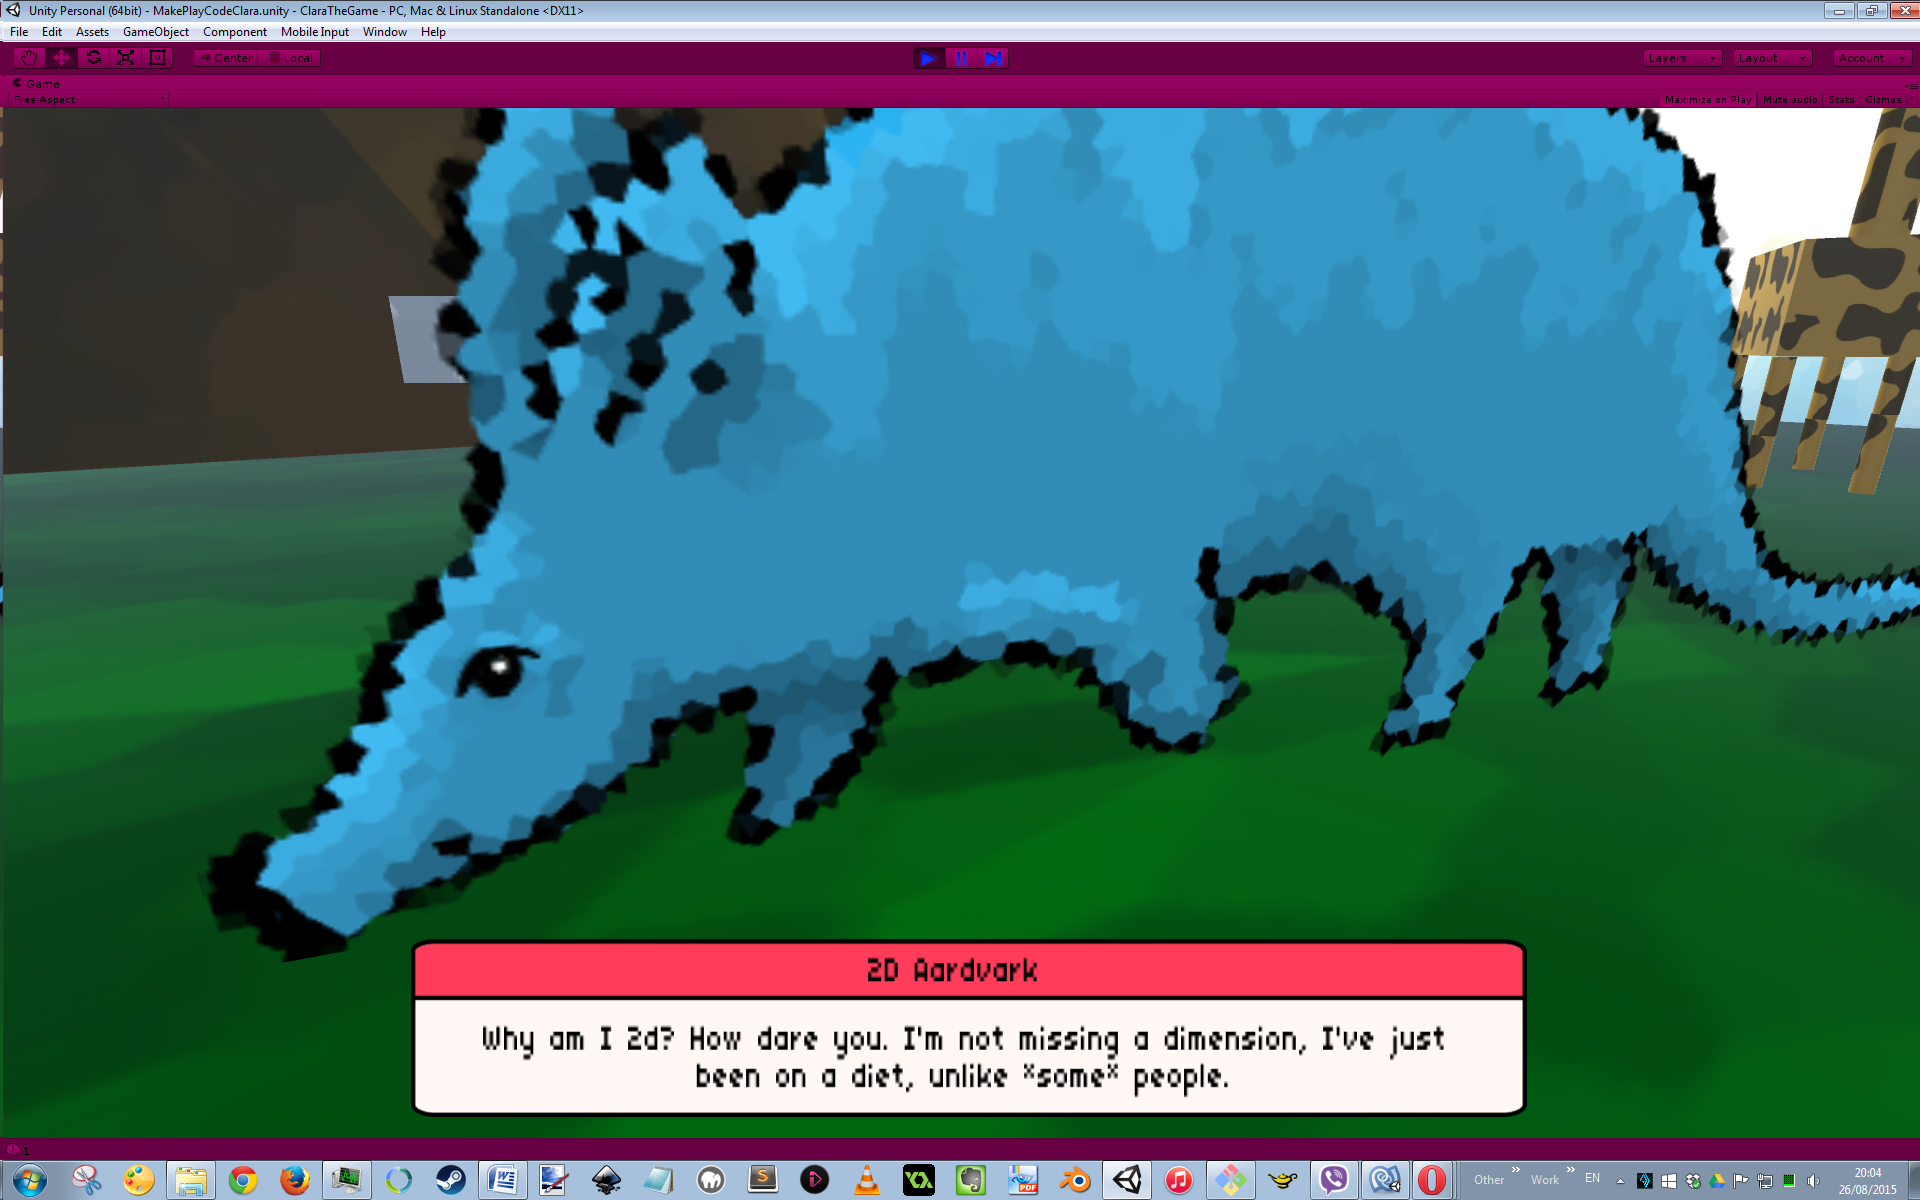 Unity Personal (64bit) - MakePlayCodeClara.unity - ClaraTheGame - PC, Mac & Linux Standalone <DX11>
File Edit Assets GameObject Component Mobile Input Window Help
Center Local Layers Layout Account
Game
Free Aspect Maximize on Play Mute audio Stats Gizmos
2D Aardvark
Why am I 2d? How dare you. I'm not missing a dimension, I've just
been on a diet, unlike *some* people.
1
Other Work EN
20:04
26/08/2015